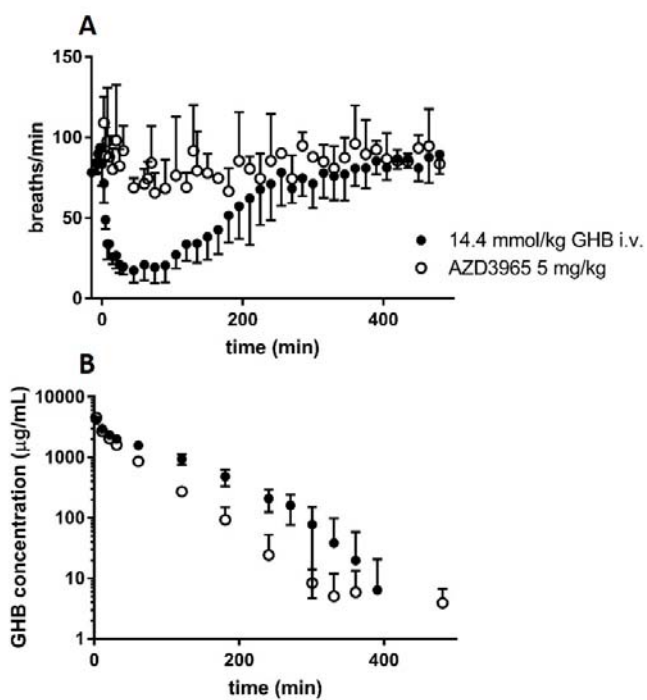 A
150
100
50
0
breaths/min
0 200 400
time (min)
14.4 mmol/kg GHB i.v.
AZD3965 5 mg/kg
B
10000
1000
100
10
1
GHB concentration (µg/mL)
0 200 400
time (min)